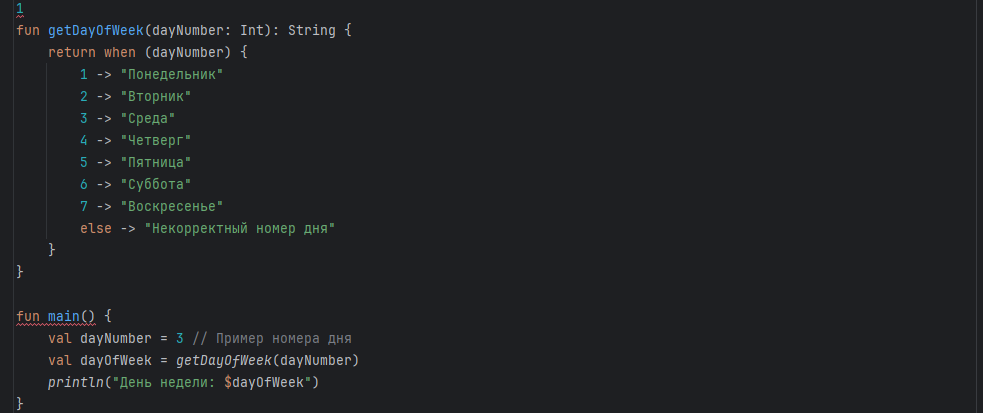 1
fun getDayOfWeek(dayNumber: Int): String {
    return when (dayNumber) {
        1 -> "Понедельник"
        2 -> "Вторник"
        3 -> "Среда"
        4 -> "Четверг"
        5 -> "Пятница"
        6 -> "Суббота"
        7 -> "Воскресенье"
        else -> "Некорректный номер дня"
    }
}

fun main() {
    val dayNumber = 3 // Пример номера дня
    val dayOfWeek = getDayOfWeek(dayNumber)
    println("День недели: $dayOfWeek")
}